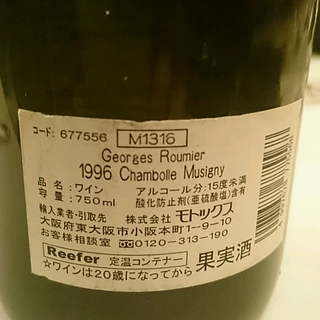 コード: 677556 M1316
Georges Roumier
1996 Chambolle Musigny
品名:ワイン アルコール分:15度未満
容量:750ml 酸化防止剤(亜硫酸塩)含有
輸入業者・引取先 株式会社 モトックス
大阪府東大阪市小阪本町1-9-10
お客様相談室 0120-313-190
Reefer 定温コンテナー
☆ワインは20歳になってから 果実酒